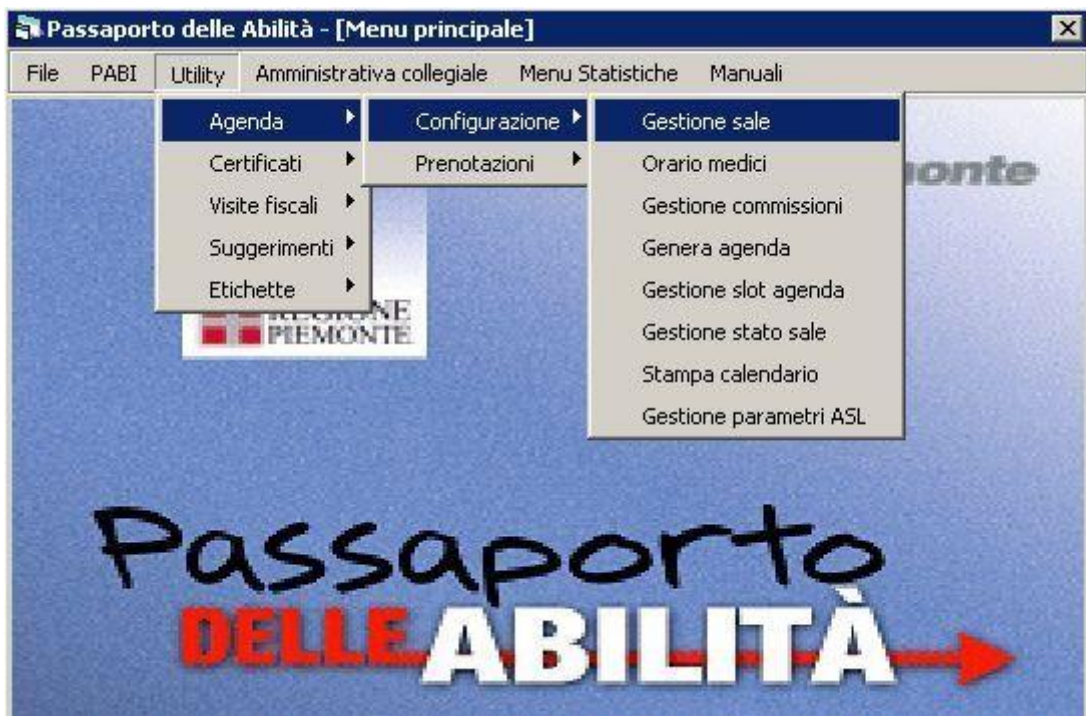 Passaporto delle Abilità - [Menu principale]
File PABI Utility Amministrativa collegiale Menu Statistiche Manuali
Agenda Configurazione Gestione sale
Certificati Prenotazioni Orario medici
Visite fiscali Gestione commissioni
Suggerimenti Genera agenda
Etichette Gestione slot agenda
REGIONE
PIEMONTE Gestione stato sale
Stampa calendario
Gestione parametri ASL
Passaporto
DELLE ABILITÀ